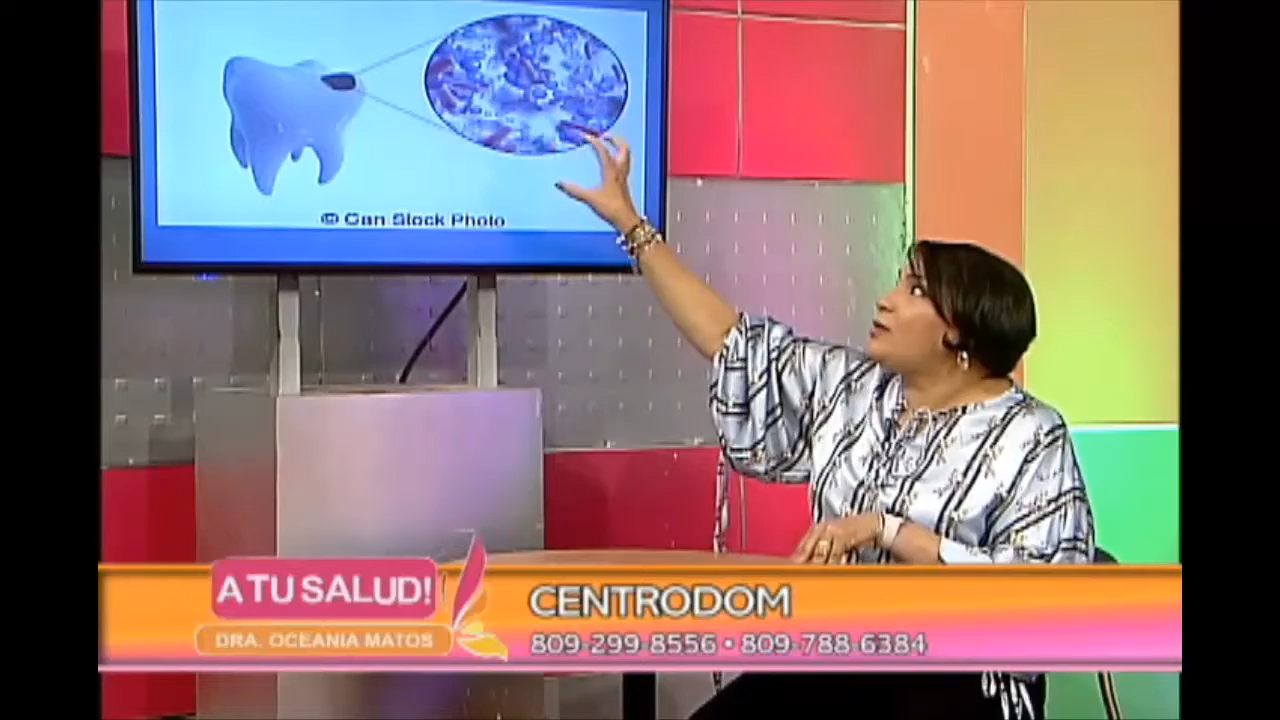 © Can Stock Photo
A TU SALUD!
DRA. OCEANIA MATOS
CENTRODOM
809-299-8556 • 809-788-6384